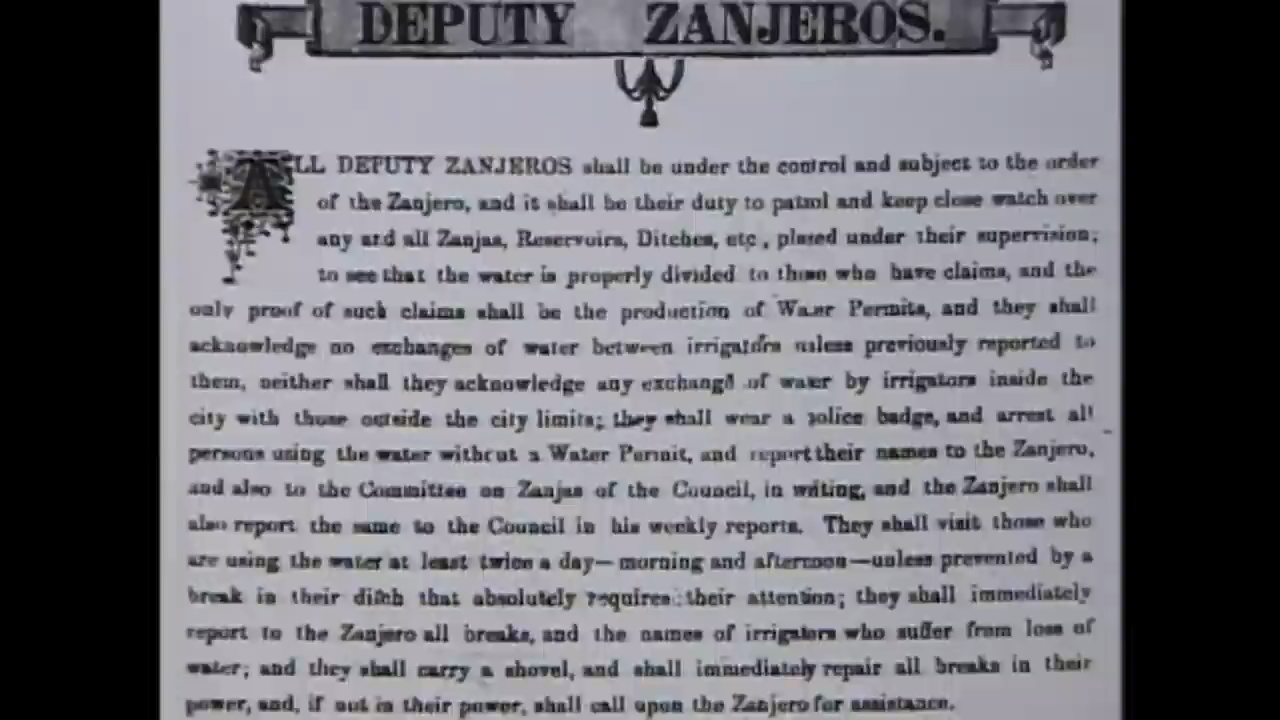 DEPUTY ZANJEROS.
ALL DEPUTY ZANJEROS shall be under the control and subject to the order
of the Zanjero, and it shall be their duty to patrol and keep close watch over
any and all Zanjas, Reservoirs, Ditches, etc., placed under their supervision;
to see that the water is properly divided to those who have claims, and the
only proof of such claims shall be the production of Water Permits, and they shall
acknowledge no exchanges of water between irrigators unless previously reported to
them, neither shall they acknowledge any exchange of water by irrigators inside the
city with those outside the city limits; they shall wear a police badge, and arrest all
persons using the water without a Water Permit, and report their names to the Zanjero,
and also to the Committee on Zanjas of the Council, in writing, and the Zanjero shall
also report the same to the Council in his weekly reports. They shall visit those who
are using the water at least twice a day—morning and afternoon—unless prevented by a
break in their ditch that absolutely requires their attention; they shall immediately
report to the Zanjero all breaks, and the names of irrigators who suffer from loss of
water; and they shall carry a shovel, and shall immediately repair all breaks in their
power, and, if not in their power, shall call upon the Zanjero for assistance.